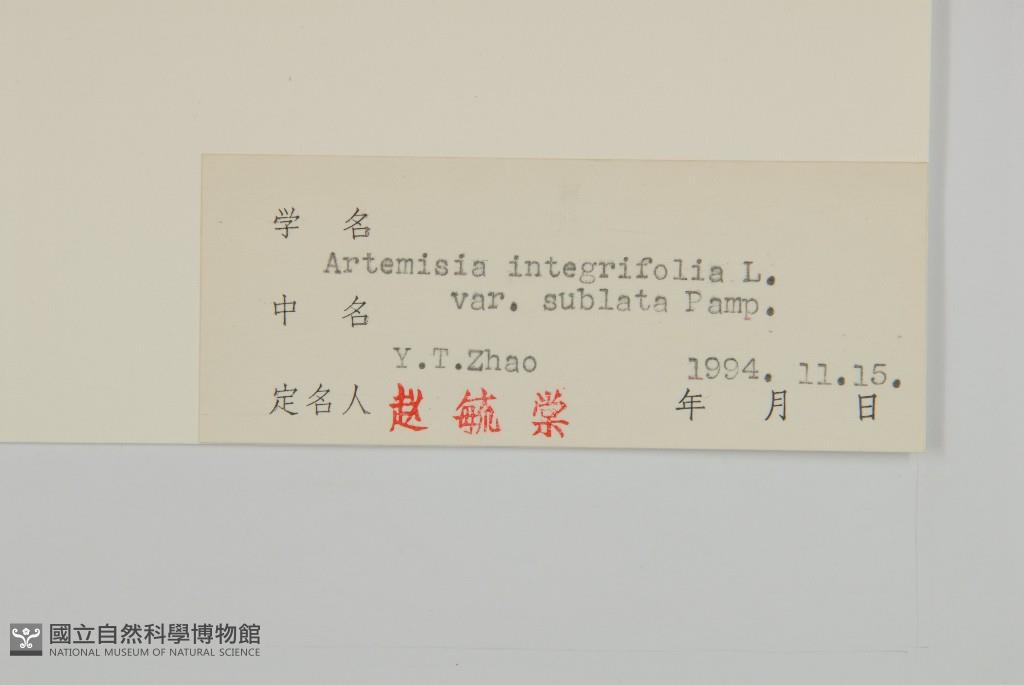 学 名
Artemisia integrifolia L.
var. sublata Pamp.
中 名
Y.T.Zhao 1994. 11.15.
定名人 赵毓棠 年 月 日
國立自然科學博物館
NATIONAL MUSEUM OF NATURAL SCIENCE